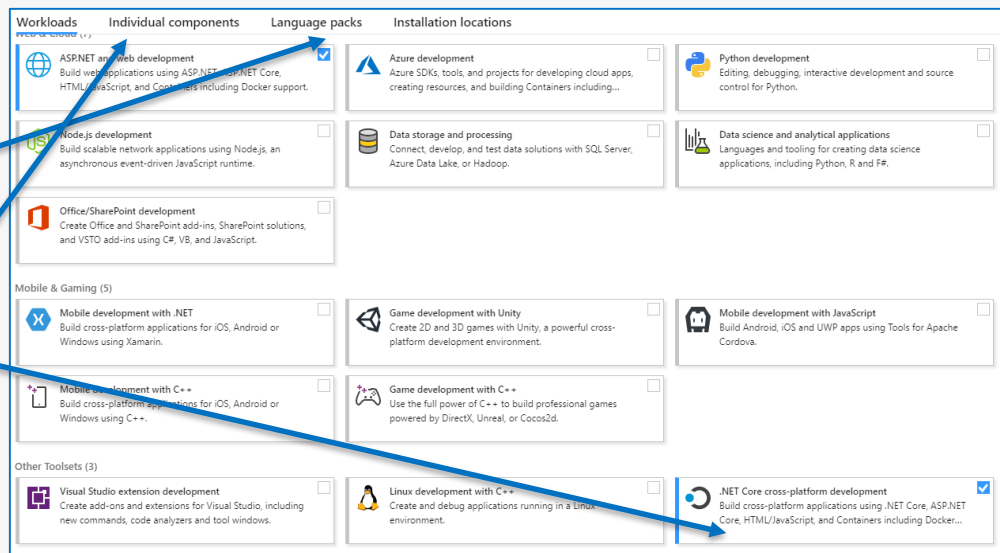 Workloads Individual components Language packs Installation locations
Web & Cloud (7)
ASP.NET and web development
Build web applications using ASP.NET, ASP.NET Core,
HTML/JavaScript, and Containers including Docker support.
Azure development
Azure SDKs, tools, and projects for developing cloud apps,
creating resources, and building Containers including...
Python development
Editing, debugging, interactive development and source
control for Python.
Node.js development
Build scalable network applications using Node.js, an
asynchronous event-driven JavaScript runtime.
Data storage and processing
Connect, develop, and test data solutions with SQL Server,
Azure Data Lake, or Hadoop.
Data science and analytical applications
Languages and tooling for creating data science
applications, including Python, R and F#.
Office/SharePoint development
Create Office and SharePoint add-ins, SharePoint solutions,
and VSTO add-ins using C#, VB, and JavaScript.
Mobile & Gaming (5)
Mobile development with .NET
Build cross-platform applications for iOS, Android or
Windows using Xamarin.
Game development with Unity
Create 2D and 3D games with Unity, a powerful cross-
platform development environment.
Mobile development with JavaScript
Build Android, iOS and UWP apps using Tools for Apache
Cordova.
Mobile development with C++
Build cross-platform applications for iOS, Android or
Windows using C++.
Game development with C++
Use the full power of C++ to build professional games
powered by DirectX, Unreal, or Cocos2d.
Other Toolsets (3)
Visual Studio extension development
Create add-ons and extensions for Visual Studio, including
new commands, code analyzers and tool windows.
Linux development with C++
Create and debug applications running in a Linux
environment.
.NET Core cross-platform development
Build cross-platform applications using .NET Core, ASP.NET
Core, HTML/JavaScript, and Containers including Docker...